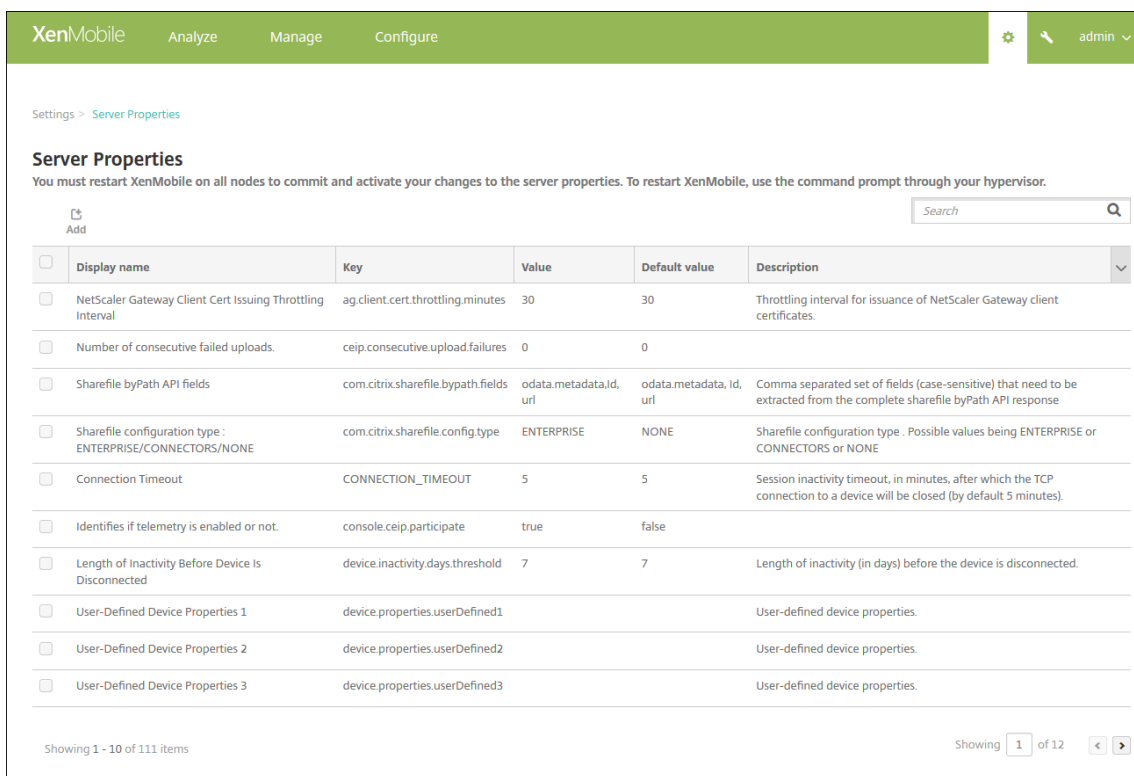 XenMobile Analyze Manage Configure admin
Settings > Server Properties
Server Properties
You must restart XenMobile on all nodes to commit and activate your changes to the server properties. To restart XenMobile, use the command prompt through your hypervisor.
Add
Search
Display name Key Value Default value Description
NetScaler Gateway Client Cert Issuing Throttling ag.client.cert.throttling.minutes 30 30 Throttling interval for issuance of NetScaler Gateway client
Interval certificates.
Number of consecutive failed uploads. ceip.consecutive.upload.failures 0 0
Sharefile byPath API fields com.citrix.sharefile.bypath.fields odata.metadata,Id, odata.metadata, Id, Comma separated set of fields (case-sensitive) that need to be
url url extracted from the complete sharefile byPath API response
Sharefile configuration type : com.citrix.sharefile.config.type ENTERPRISE NONE Sharefile configuration type . Possible values being ENTERPRISE or
ENTERPRISE/CONNECTORS/NONE CONNECTORS or NONE
Connection Timeout CONNECTION_TIMEOUT 5 5 Session inactivity timeout, in minutes, after which the TCP
connection to a device will be closed (by default 5 minutes).
Identifies if telemetry is enabled or not. console.ceip.participate true false
Length of Inactivity Before Device Is device.inactivity.days.threshold 7 7 Length of inactivity (in days) before the device is disconnected.
Disconnected
User-Defined Device Properties 1 device.properties.userDefined1 User-defined device properties.
User-Defined Device Properties 2 device.properties.userDefined2 User-defined device properties.
User-Defined Device Properties 3 device.properties.userDefined3 User-defined device properties.
Showing 1 - 10 of 111 items Showing 1 of 12 < >